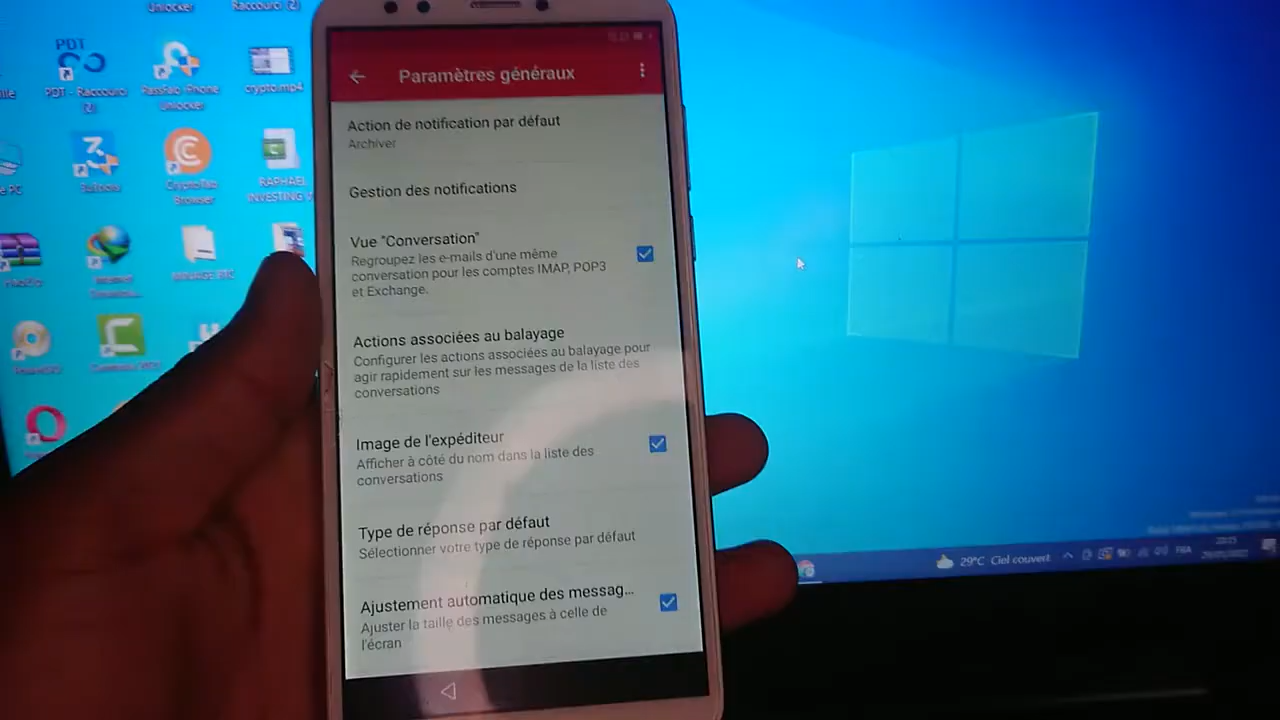 Unlocker
Raccourci (2)
PDT
PDT - Raccourci
(2)
PassFab iPhone
Unlocker
crypto.mp4
CryptoTab
Browser
RAPHAEL
INVESTING
Internet
Paramètres généraux
Action de notification par défaut
Archiver
Gestion des notifications
Vue "Conversation"
Regroupez les e-mails d'une même
conversation pour les comptes IMAP, POP3
et Exchange.
Actions associées au balayage
Configurer les actions associées au balayage pour
agir rapidement sur les messages de la liste des
conversations
Image de l'expéditeur
Afficher à côté du nom dans la liste des
conversations
Type de réponse par défaut
Sélectionner votre type de réponse par défaut
Ajustement automatique des messag...
Ajuster la taille des messages à celle de
l'écran
29°C Ciel couvert
FRA